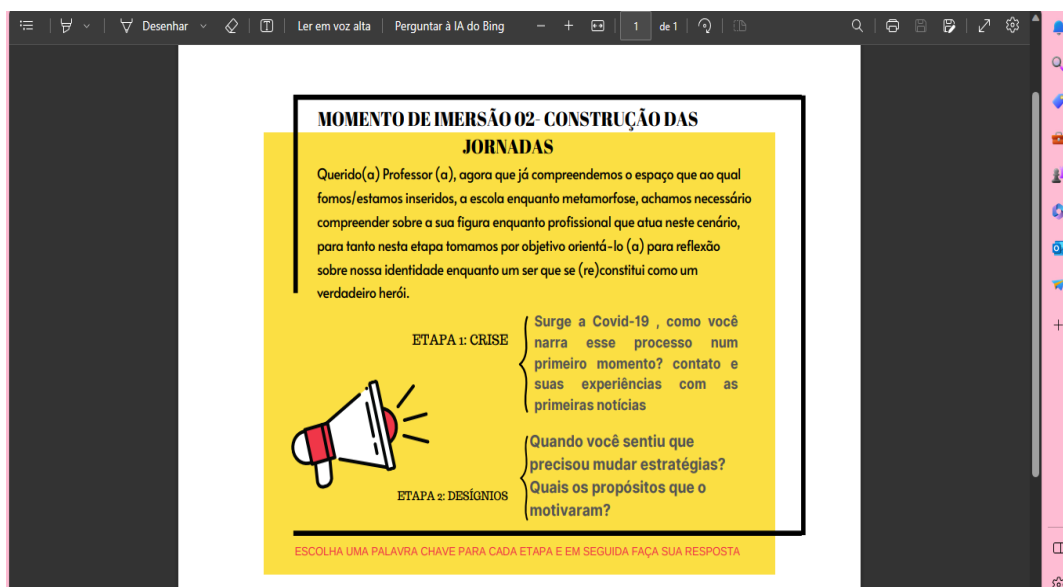 Desenhar
Ler em voz alta
Perguntar à IA do Bing
1
de 1
MOMENTO DE IMERSÃO 02- CONSTRUÇÃO DAS
JORNADAS
Querido(a) Professor (a), agora que já compreendemos o espaço que ao qual
fomos/estamos inseridos, a escola enquanto metamorfose, achamos necessário
compreender sobre a sua figura enquanto profissional que atua neste cenário,
para tanto nesta etapa tomamos por objetivo orientá-lo (a) para reflexão
sobre nossa identidade enquanto um ser que se (re)constitui como um
verdadeiro herói.
ETAPA 1: CRISE
Surge a Covid-19 , como você
narra esse processo num
primeiro momento? contato e
suas experiências com as
primeiras notícias
ETAPA 2: DESÍGNIOS
Quando você sentiu que
precisou mudar estratégias?
Quais os propósitos que o
motivaram?
ESCOLHA UMA PALAVRA CHAVE PARA CADA ETAPA E EM SEGUIDA FAÇA SUA RESPOSTA